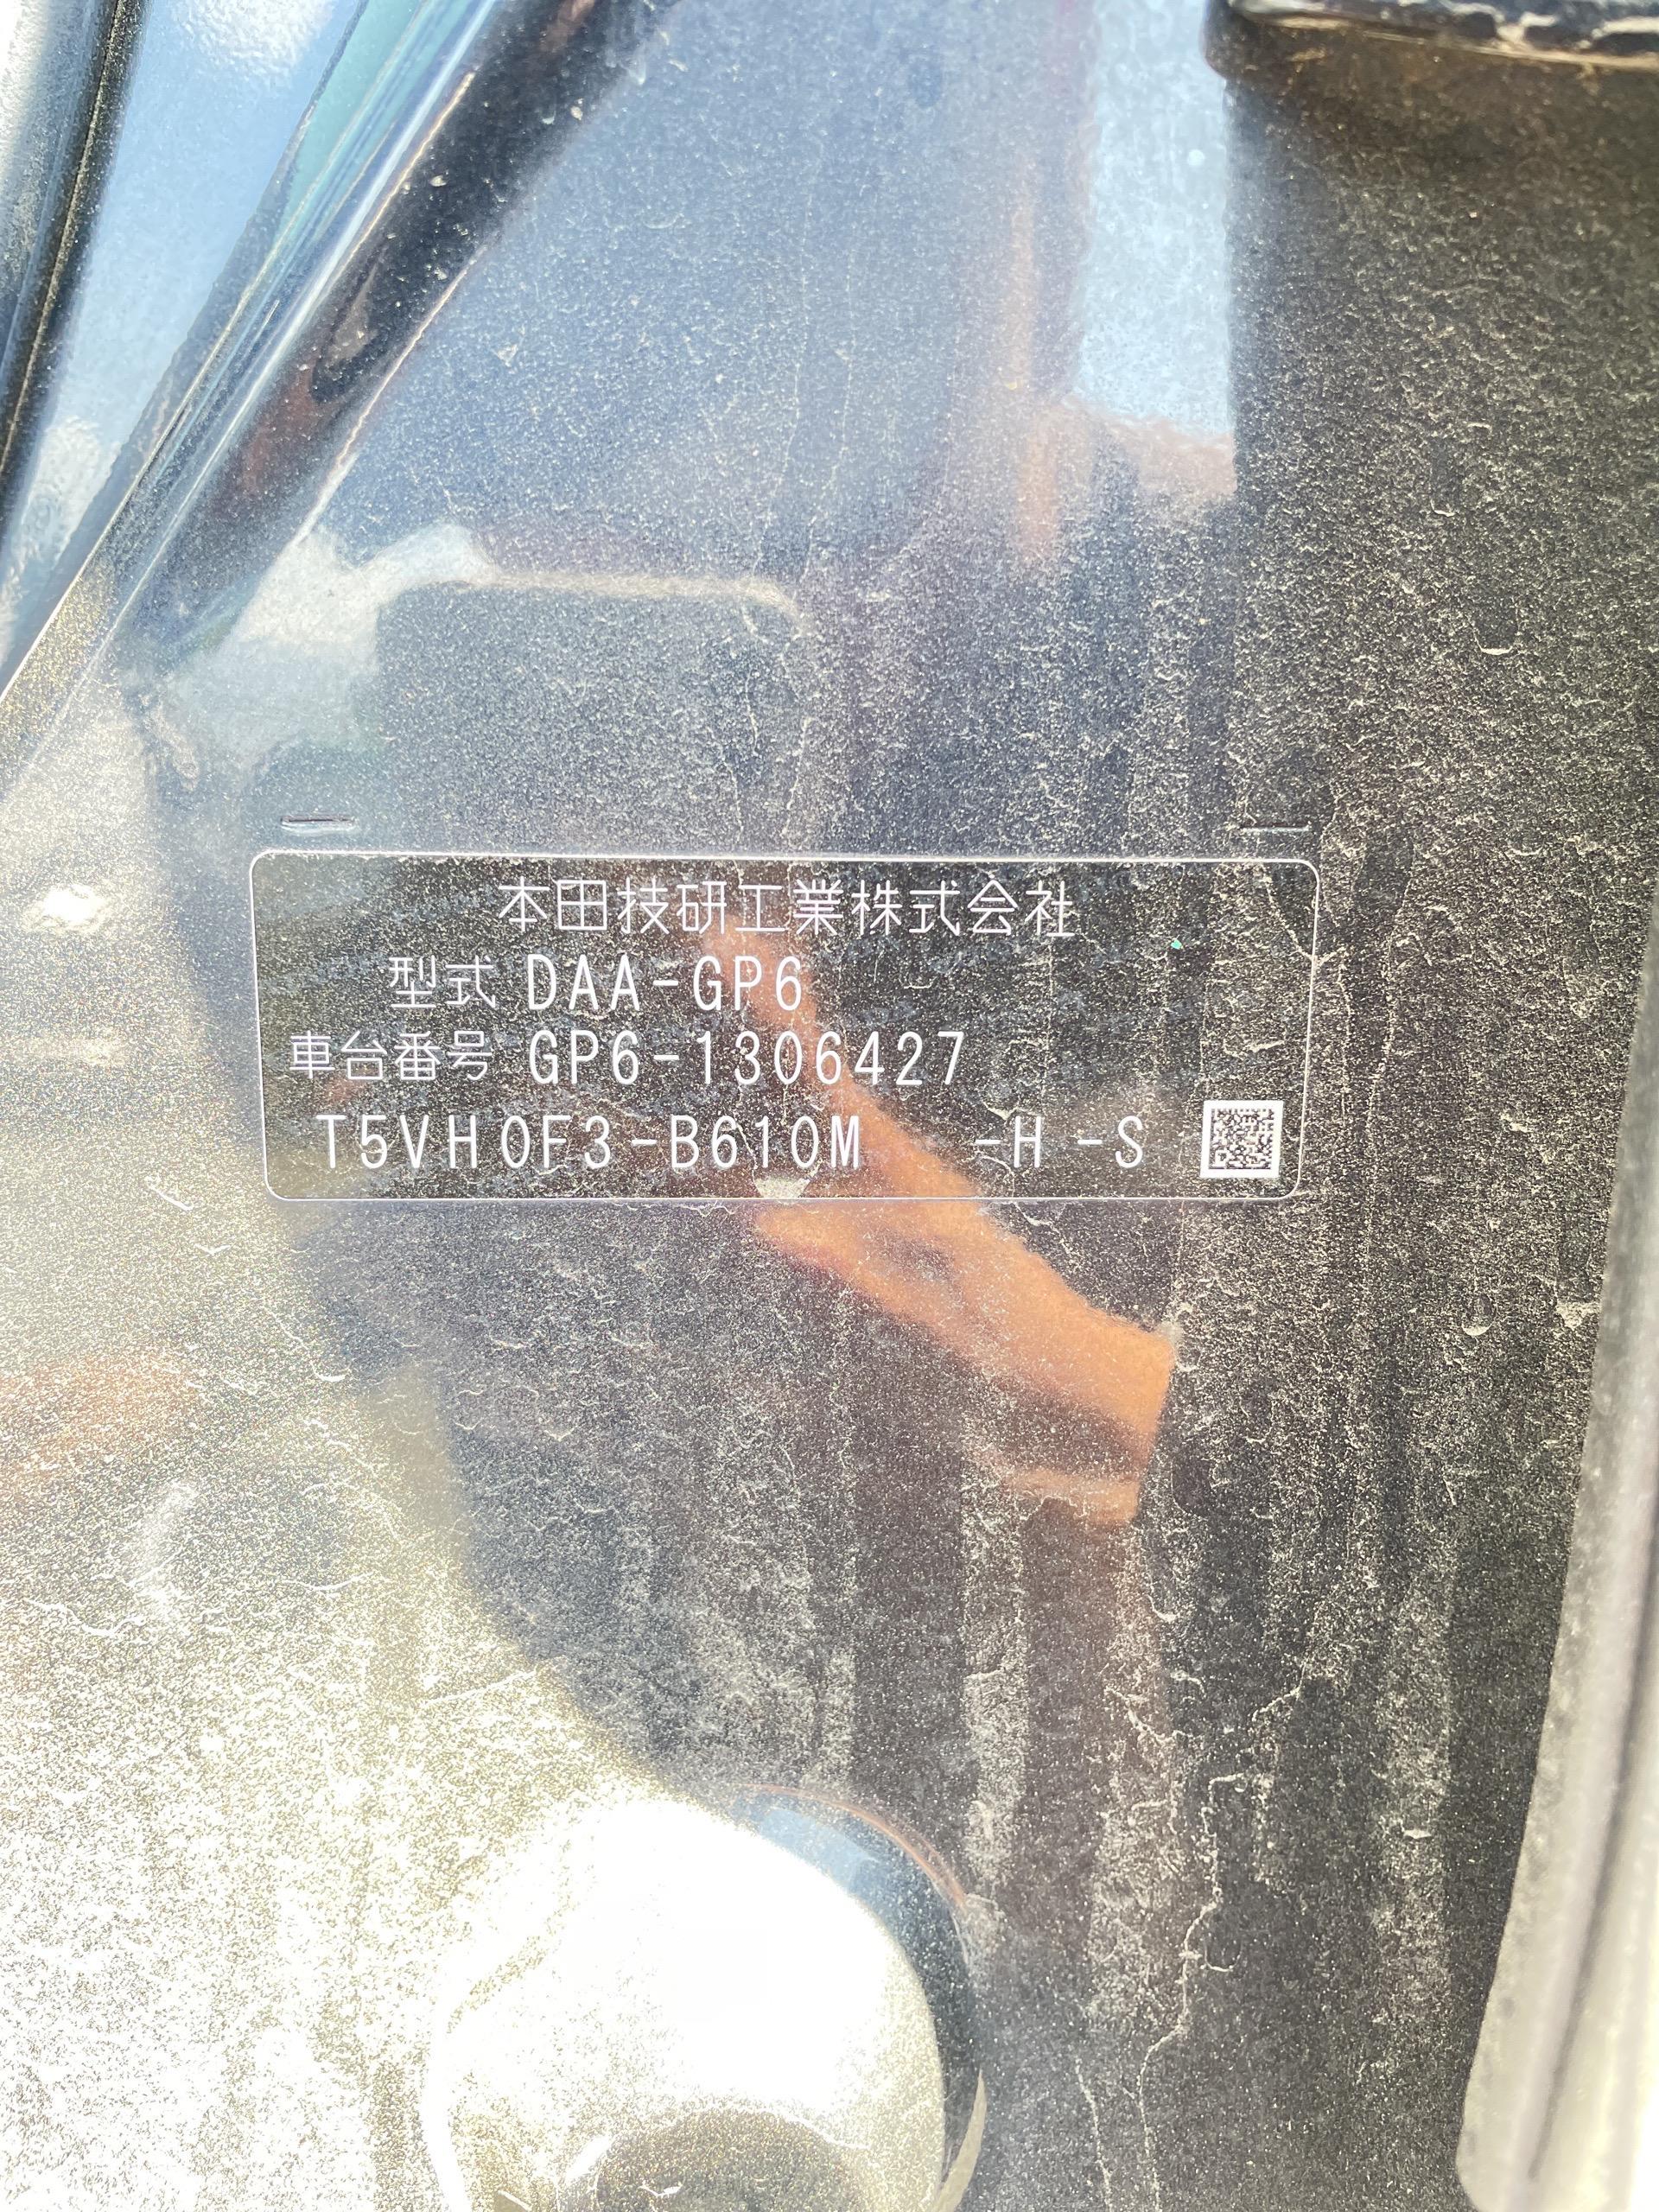 本田技研工業株式会社
型式 DAA-GP6
車台番号 GP6-1306427
T5VH0F3-B610M -H -S